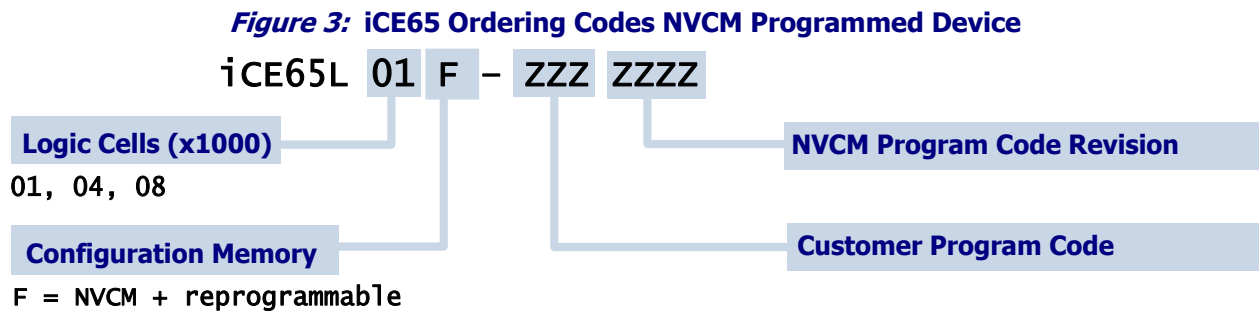 Figure 3: iCE65 Ordering Codes NVCM Programmed Device
iCE65L 01 F - ZZZ ZZZZ
Logic Cells (x1000)
01, 04, 08
Configuration Memory
F = NVCM + reprogrammable
NVCM Program Code Revision
Customer Program Code